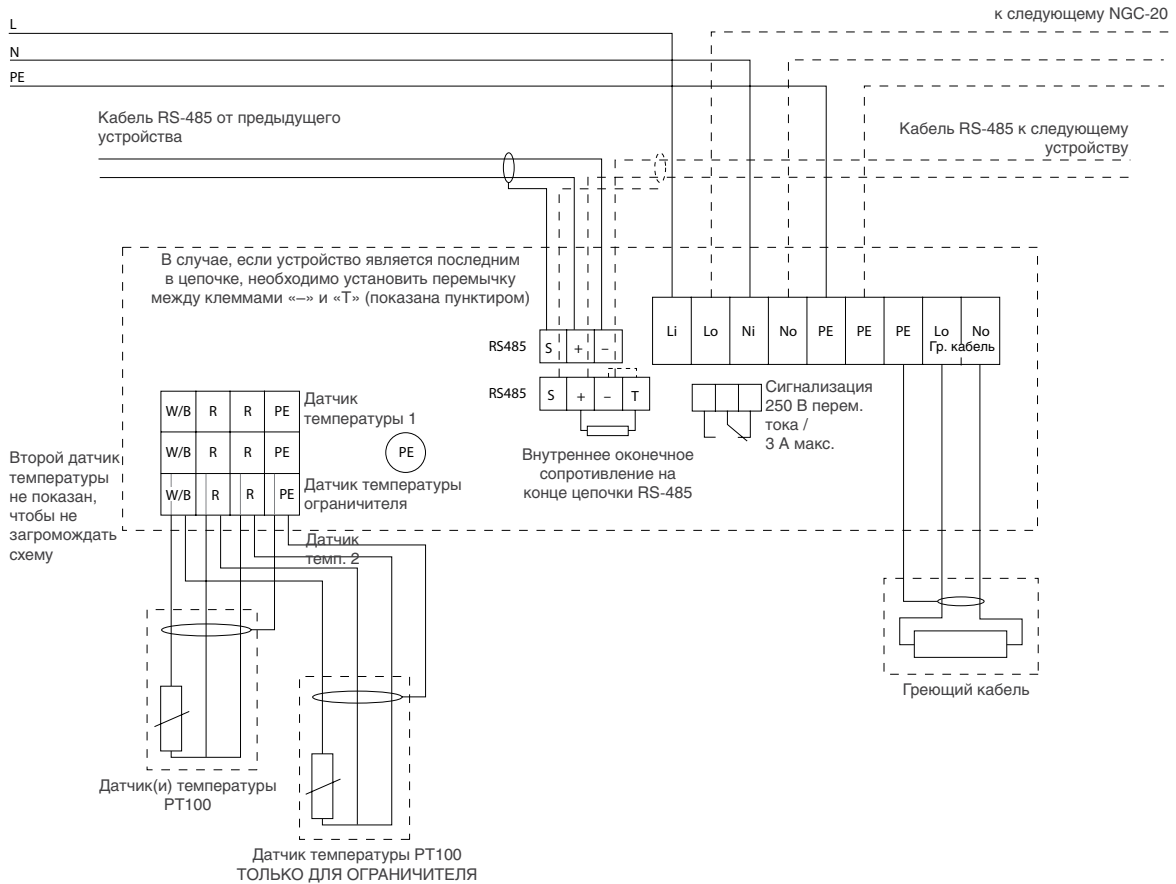 к следующему NGC-20
L
N
PE
Кабель RS-485 от предыдущего
устройства
Кабель RS-485 к следующему
устройству
В случае, если устройство является последним
в цепочке, необходимо установить перемычку
между клеммами «–» и «T» (показана пунктиром)
Li Lo Ni No PE PE PE Lo No
Гр. кабель
RS485 S + –
RS485 S + – T
Сигнализация
250 В перем.
тока /
3 А макс.
Внутреннее оконечное
сопротивление на
конце цепочки RS-485
W/B R R PE
Датчик
температуры 1
W/B R R PE
PE
W/B R R PE
Датчик температуры
ограничителя
Второй датчик
температуры
не показан,
чтобы не
загромождать
схему
Датчик
темп. 2
Греющий кабель
Датчик(и) температуры
PT100
Датчик температуры PT100
ТОЛЬКО ДЛЯ ОГРАНИЧИТЕЛЯ